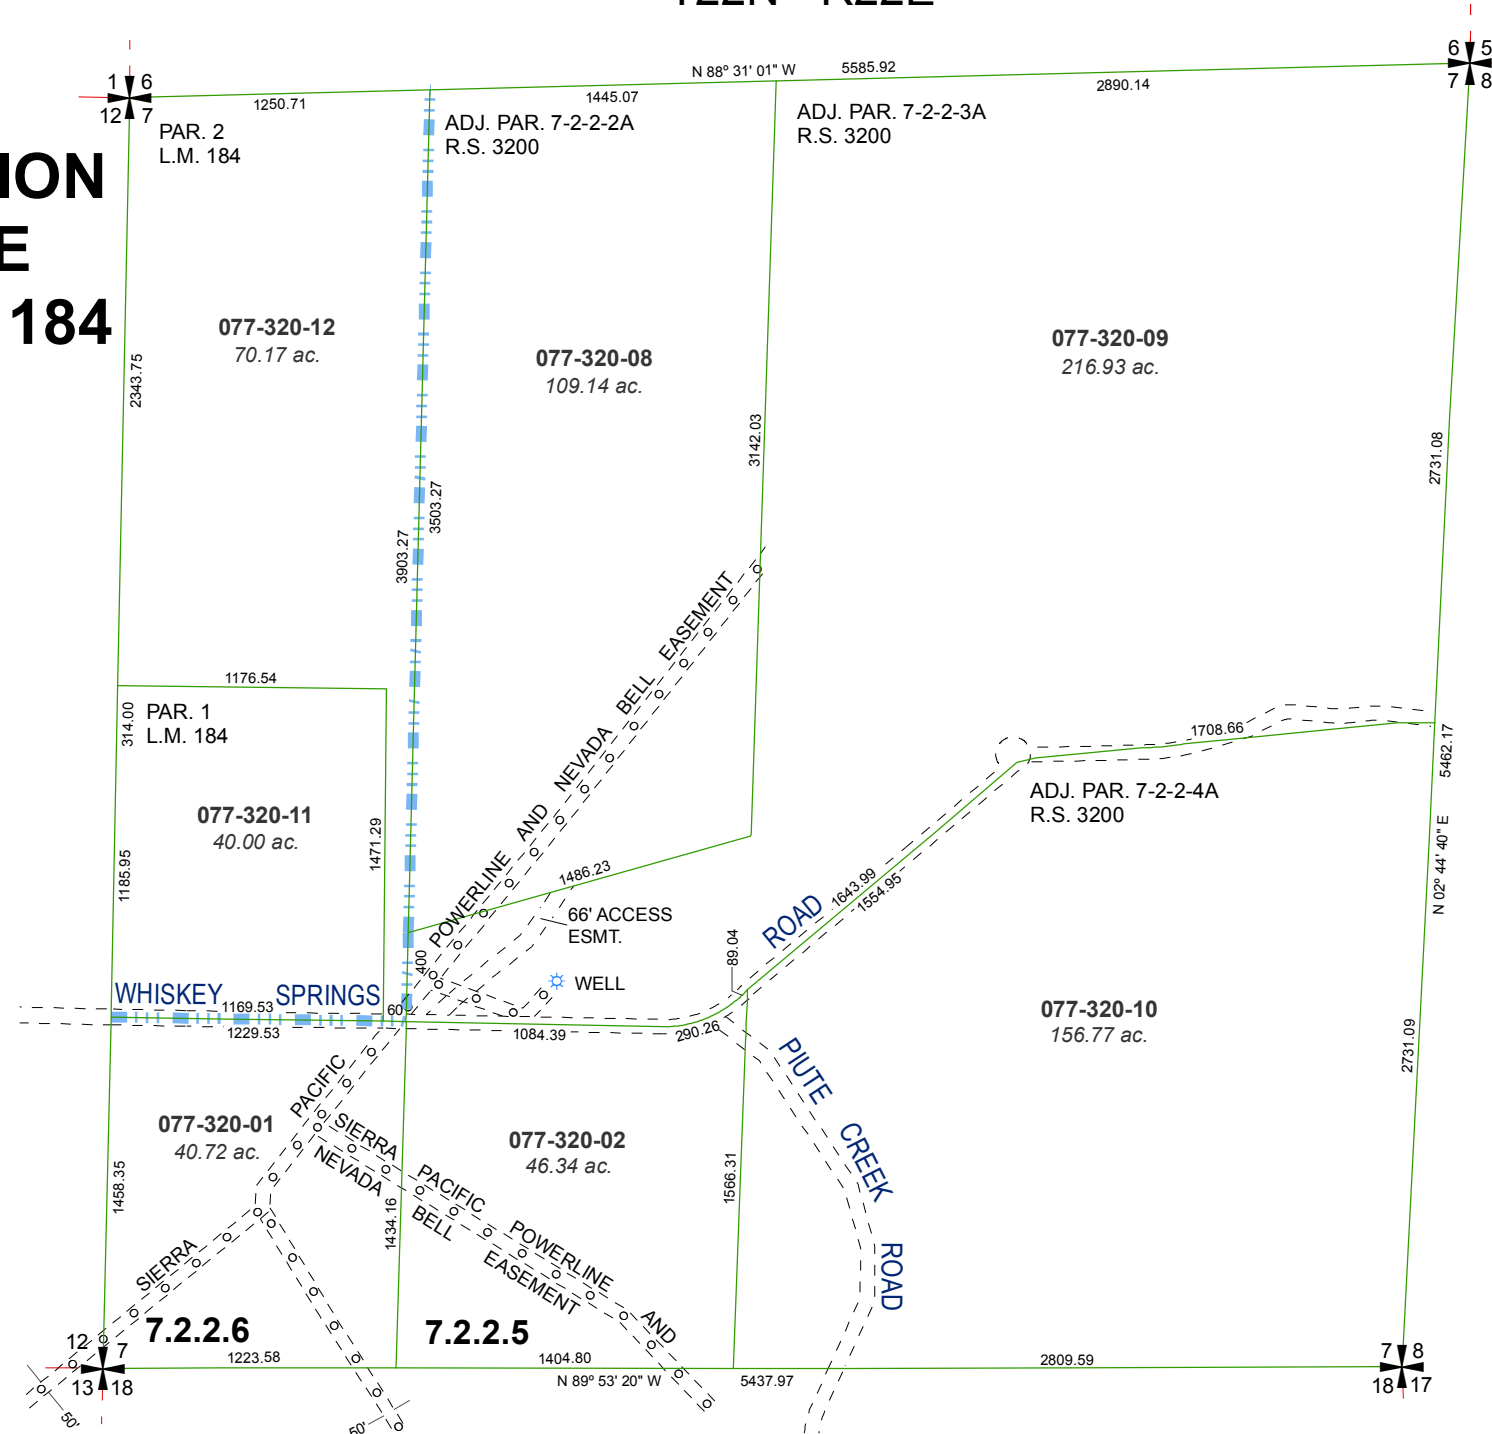 6 5
7 8
N 88º 31' 01" W
5585.92
1 6
12 7
1250.71
1445.07
2890.14
PAR. 2
L.M. 184
ADJ. PAR. 7-2-2-2A
R.S. 3200
ADJ. PAR. 7-2-2-3A
R.S. 3200
E
184
077-320-12
70.17 ac.
077-320-08
109.14 ac.
077-320-09
216.93 ac.
2343.75
3142.03
2731.08
3503.27
3903.27
POWERLINE AND NEVADA BELL EASEMENT
1176.54
314.00
PAR. 1
L.M. 184
1708.66
5462.17
ADJ. PAR. 7-2-2-4A
R.S. 3200
077-320-11
40.00 ac.
1471.29
1185.95
1486.23
N 02º 44' 40" E
1643.99
1554.95
66' ACCESS
ESMT.
ROAD
89.04
400
WELL
WHISKEY SPRINGS
1169.53
60
1229.53
1084.39
290.26
077-320-10
156.77 ac.
2731.09
PIUTE CREEK ROAD
PACIFIC
077-320-01
40.72 ac.
077-320-02
46.34 ac.
SIERRA PACIFIC POWERLINE AND
NEVADA BELL EASEMENT
1458.35
1434.16
1566.31
SIERRA
7.2.2.6
7.2.2.5
12 7
13 18
1223.58
1404.80
2809.59
N 89º 53' 20" W
5437.97
7 8
18 17
50'
50'